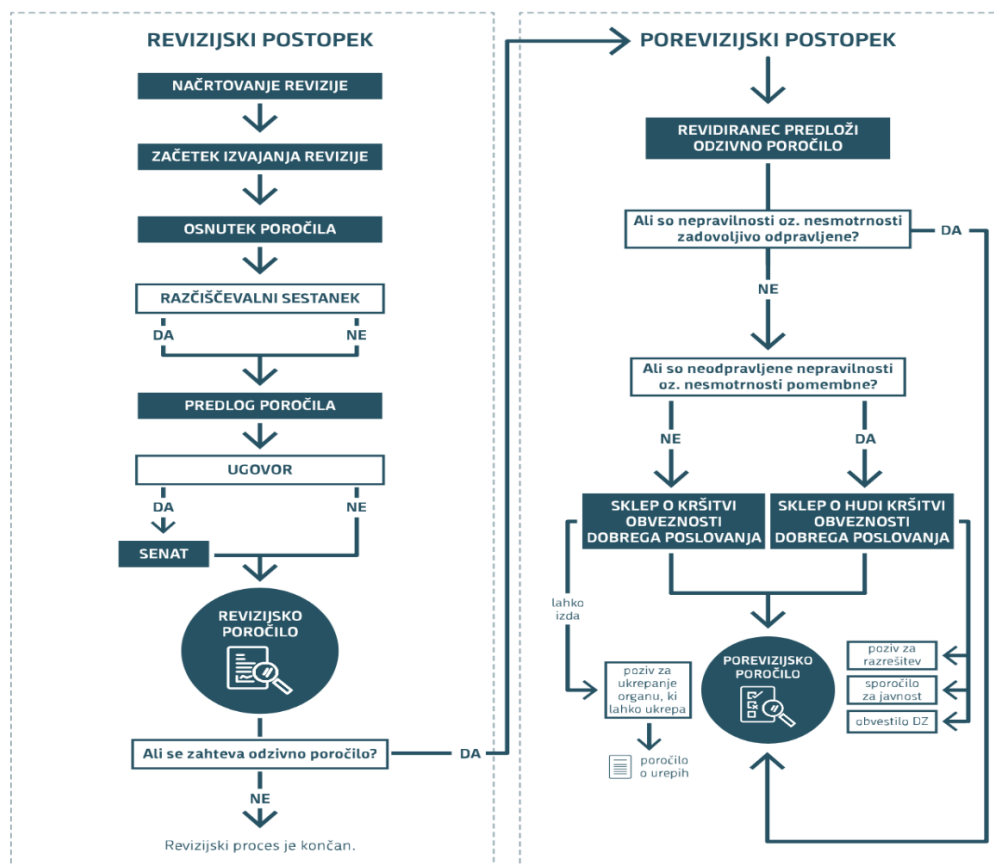 REVIZIJSKI POSTOPEK
NAČRTOVANJE REVIZIJE
ZAČETEK IZVAJANJA REVIZIJE
OSNUTEK POROČILA
RAZČIŠČEVALNI SESTANEK
DA
NE
PREDLOG POROČILA
UGOVOR
DA
NE
SENAT
REVIZIJSKO
POROČILO
Ali se zahteva odzivno poročilo?
DA
NE
Revizijski proces je končan.
POREVIZIJSKI POSTOPEK
REVIDIRANEC PREDLOŽI
ODZIVNO POROČILO
Ali so nepravilnosti oz. nesmotrnosti
zadovoljivo odpravljene?
DA
NE
Ali so neodpravljene nepravilnosti
oz. nesmotrnosti pomembne?
NE
DA
SKLEP O KRŠITVI
OBVEZNOSTI
DOBREGA POSLOVANJA
SKLEP O HUDI KRŠITVI
OBVEZNOSTI
DOBREGA POSLOVANJA
lahko
izda
poziv za
ukrepanje
organu, ki
lahko ukrepa
poročilo
o urepih
POREVIZIJSKO
POROČILO
poziv za
razrešitev
sporočilo
za javnost
obvestilo DZ